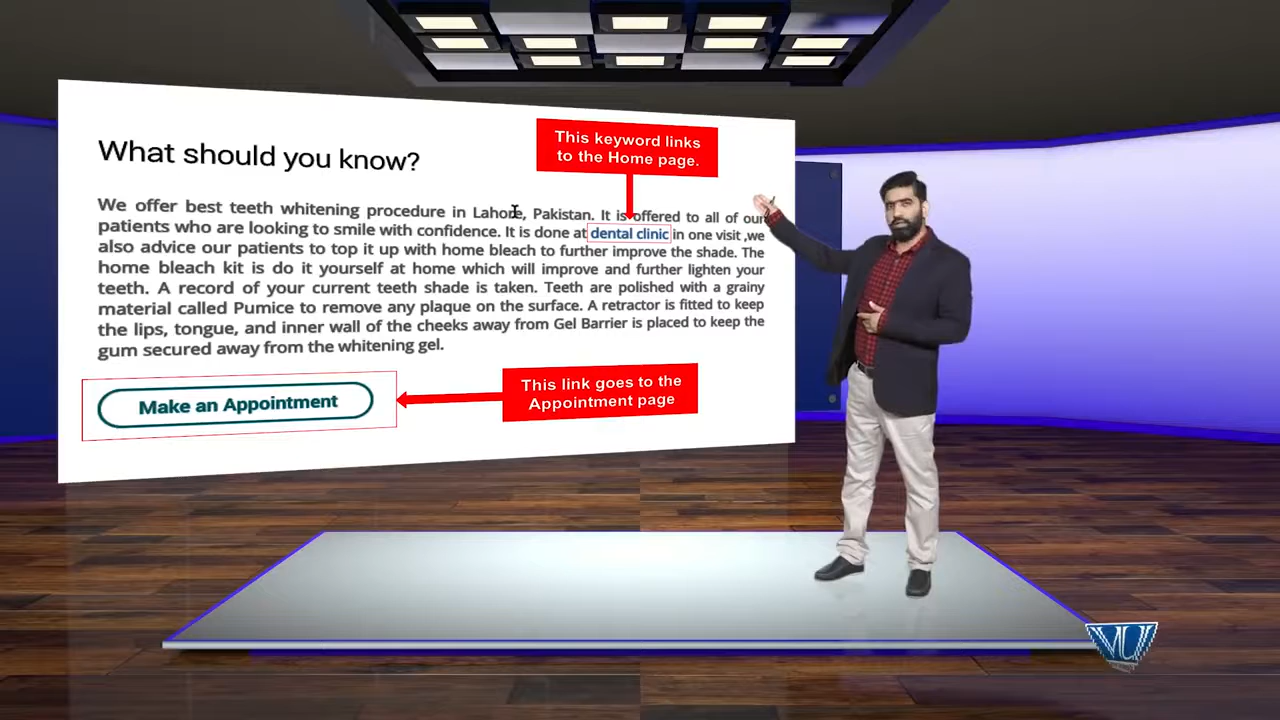 What should you know?
This keyword links
to the Home page.
We offer best teeth whitening procedure in Lahore, Pakistan. It is offered to all of our
patients who are looking to smile with confidence. It is done at dental clinic in one visit ,we
also advice our patients to top it up with home bleach to further improve the shade. The
home bleach kit is do it yourself at home which will improve and further lighten your
teeth. A record of your current teeth shade is taken. Teeth are polished with a grainy
material called Pumice to remove any plaque on the surface. A retractor is fitted to keep
the lips, tongue, and inner wall of the cheeks away from Gel Barrier is placed to keep the
gum secured away from the whitening gel.
Make an Appointment
This link goes to the
Appointment page
VU